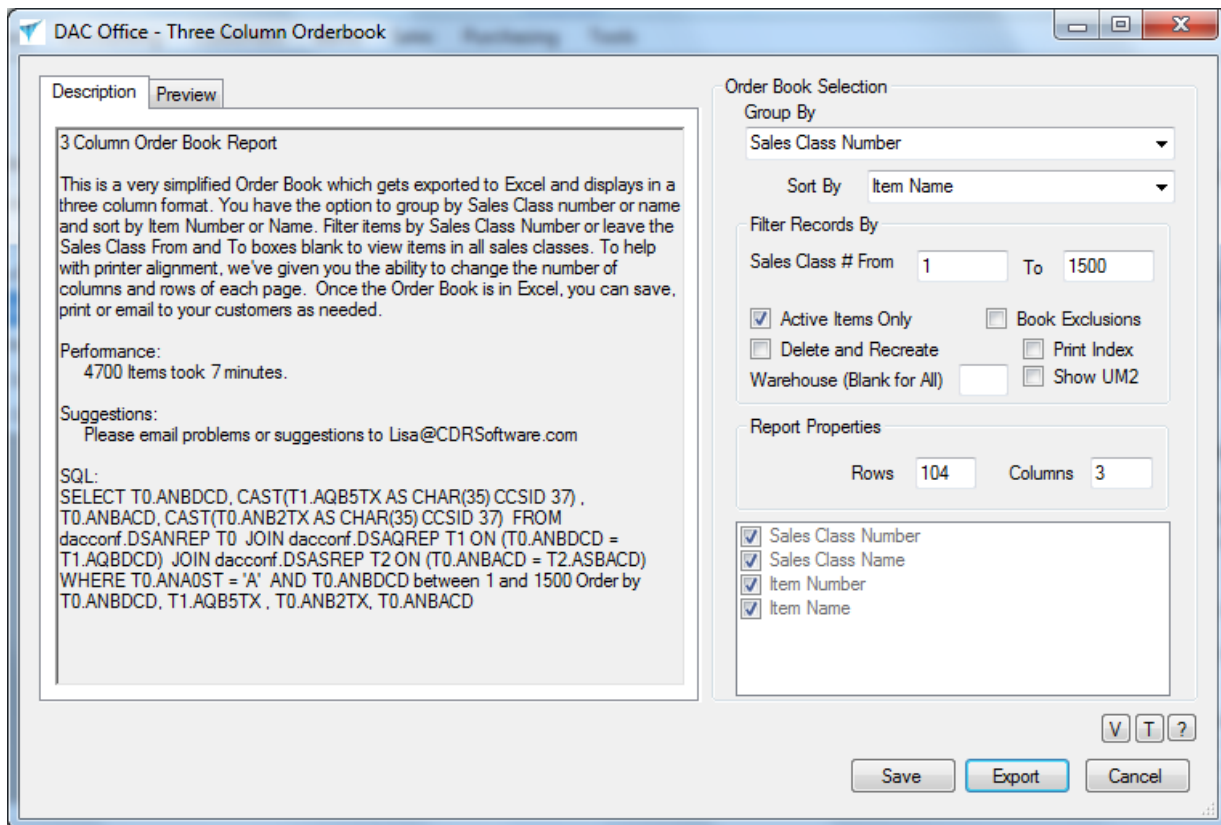 DAC Office - Three Column Orderbook
Purchasing Tools
Description Preview
3 Column Order Book Report
This is a very simplified Order Book which gets exported to Excel and displays in a
three column format. You have the option to group by Sales Class number or name
and sort by Item Number or Name. Filter items by Sales Class Number or leave the
Sales Class From and To boxes blank to view items in all sales classes. To help
with printer alignment, we've given you the ability to change the number of
columns and rows of each page.  Once the Order Book is in Excel, you can save,
print or email to your customers as needed.
Performance:
4700 Items took 7 minutes.
Suggestions:
Please email problems or suggestions to Lisa@CDRSoftware.com
SQL:
SELECT T0.ANBDCD, CAST(T1.AQB5TX AS CHAR(35) CCSID 37) ,
T0.ANBACD, CAST(T0.ANB2TX AS CHAR(35) CCSID 37)  FROM
dacconf.DSANREP T0  JOIN dacconf.DSAQREP T1 ON (T0.ANBDCD =
T1.AQBDCD)  JOIN dacconf.DSASREP T2 ON (T0.ANBACD = T2.ASBACD)
WHERE T0.ANA0ST = 'A'  AND T0.ANBDCD between 1 and 1500 Order by
T0.ANBDCD, T1.AQB5TX , T0.ANB2TX, T0.ANBACD
Order Book Selection
Group By
Sales Class Number
Sort By Item Name
Filter Records By
Sales Class # From 1 To 1500
Active Items Only Book Exclusions
Delete and Recreate Print Index
Warehouse (Blank for All) Show UM2
Report Properties
Rows 104 Columns 3
Sales Class Number
Sales Class Name
Item Number
Item Name
V T ?
Save Export Cancel